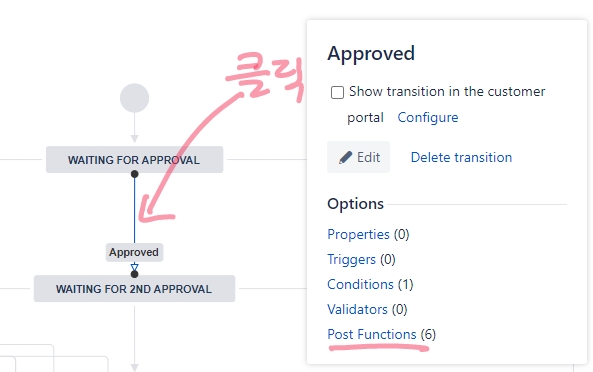 클릭
Approved
Show transition in the customer
portal Configure
WAITING FOR APPROVAL
Edit Delete transition
Options
Properties (0)
Approved
Triggers (0)
Conditions (1)
WAITING FOR 2ND APPROVAL
Validators (0)
Post Functions (6)